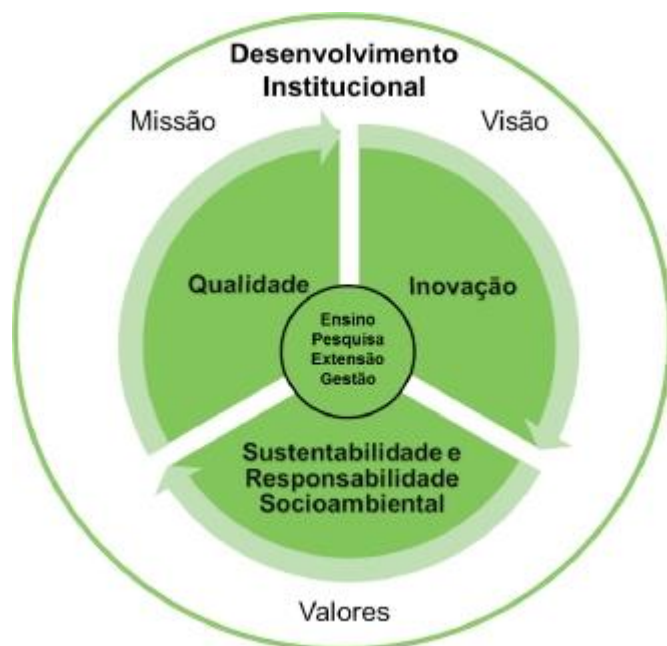 Desenvolvimento
Institucional
Missão
Visão
Qualidade
Inovação
Ensino
Pesquisa
Extensão
Gestão
Sustentabilidade e
Responsabilidade
Socioambiental
Valores